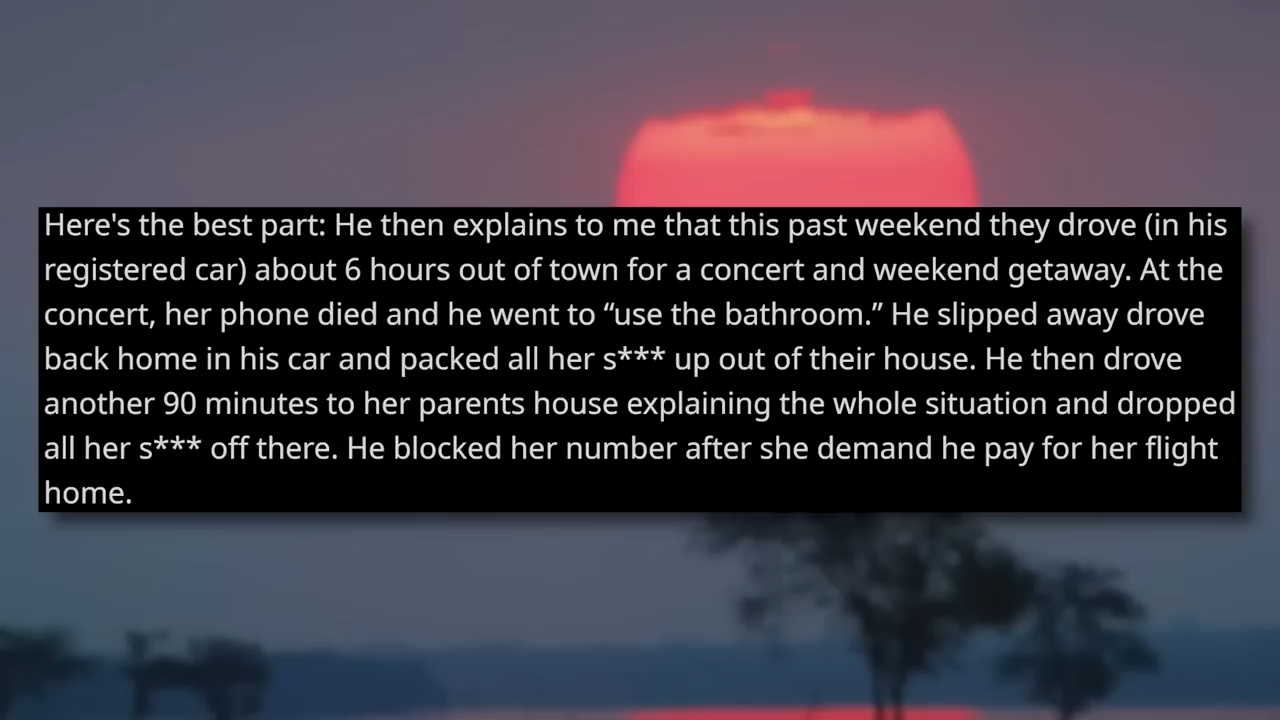 Here's the best part: He then explains to me that this past weekend they drove (in his
registered car) about 6 hours out of town for a concert and weekend getaway. At the
concert, her phone died and he went to “use the bathroom.” He slipped away drove
back home in his car and packed all her s*** up out of their house. He then drove
another 90 minutes to her parents house explaining the whole situation and dropped
all her s*** off there. He blocked her number after she demand he pay for her flight
home.